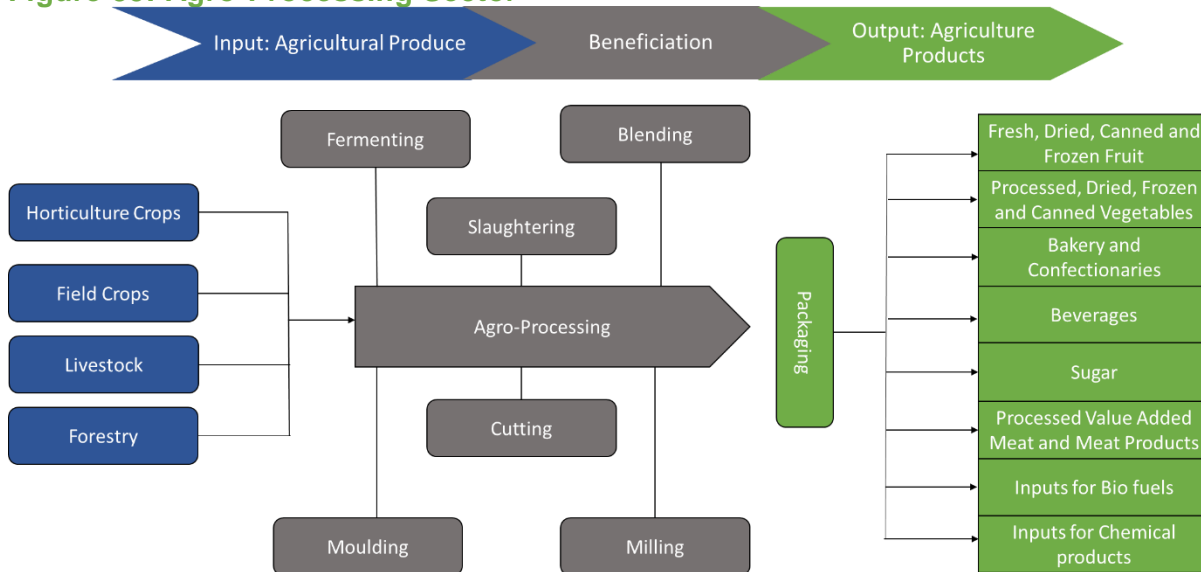 Input: Agricultural Produce
Beneficiation
Output: Agriculture
Products
Fermenting
Blending
Slaughtering
Horticulture Crops
Field Crops
Livestock
Forestry
Agro-Processing
Cutting
Moulding
Milling
Packaging
Fresh, Dried, Canned and
Frozen Fruit
Processed, Dried, Frozen
and Canned Vegetables
Bakery and
Confectionaries
Beverages
Sugar
Processed Value Added
Meat and Meat Products
Inputs for Bio fuels
Inputs for Chemical
products